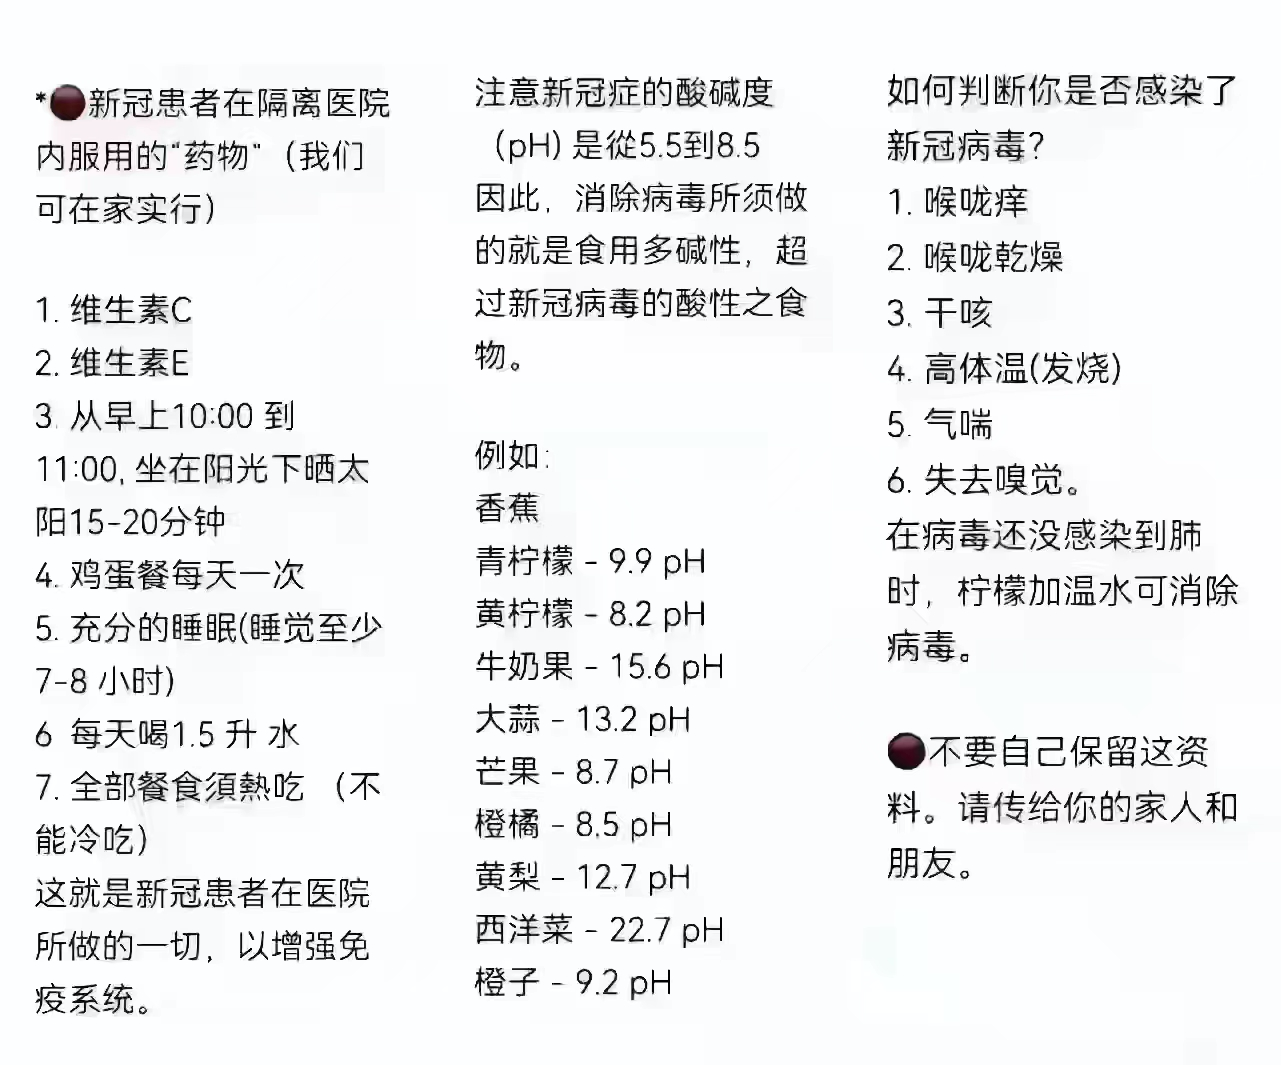 *●新冠患者在隔离医院
内服用的“药物”（我们
可在家实行）
1. 维生素C
2. 维生素E
3. 从早上10:00 到
11:00, 坐在阳光下晒太
阳15-20分钟
4. 鸡蛋餐每天一次
5. 充分的睡眠(睡觉至少
7-8 小时)
6 每天喝1.5 升 水
7. 全部餐食須熱吃 （不
能冷吃）
这就是新冠患者在医院
所做的一切，以增强免
疫系统。
注意新冠症的酸碱度
（pH) 是從5.5到8.5
因此，消除病毒所须做
的就是食用多碱性，超
过新冠病毒的酸性之食
物。
例如:
香蕉
青柠檬 - 9.9 pH
黄柠檬 - 8.2 pH
牛奶果 - 15.6 pH
大蒜 - 13.2 pH
芒果 - 8.7 pH
橙橘 - 8.5 pH
黄梨 - 12.7 pH
西洋菜 - 22.7 pH
橙子 - 9.2 pH
如何判断你是否感染了
新冠病毒?
1. 喉咙痒
2. 喉咙乾燥
3. 干咳
4. 高体温(发烧)
5. 气喘
6. 失去嗅觉。
在病毒还没感染到肺
时，柠檬加温水可消除
病毒。
●不要自己保留这资
料。请传给你的家人和
朋友。